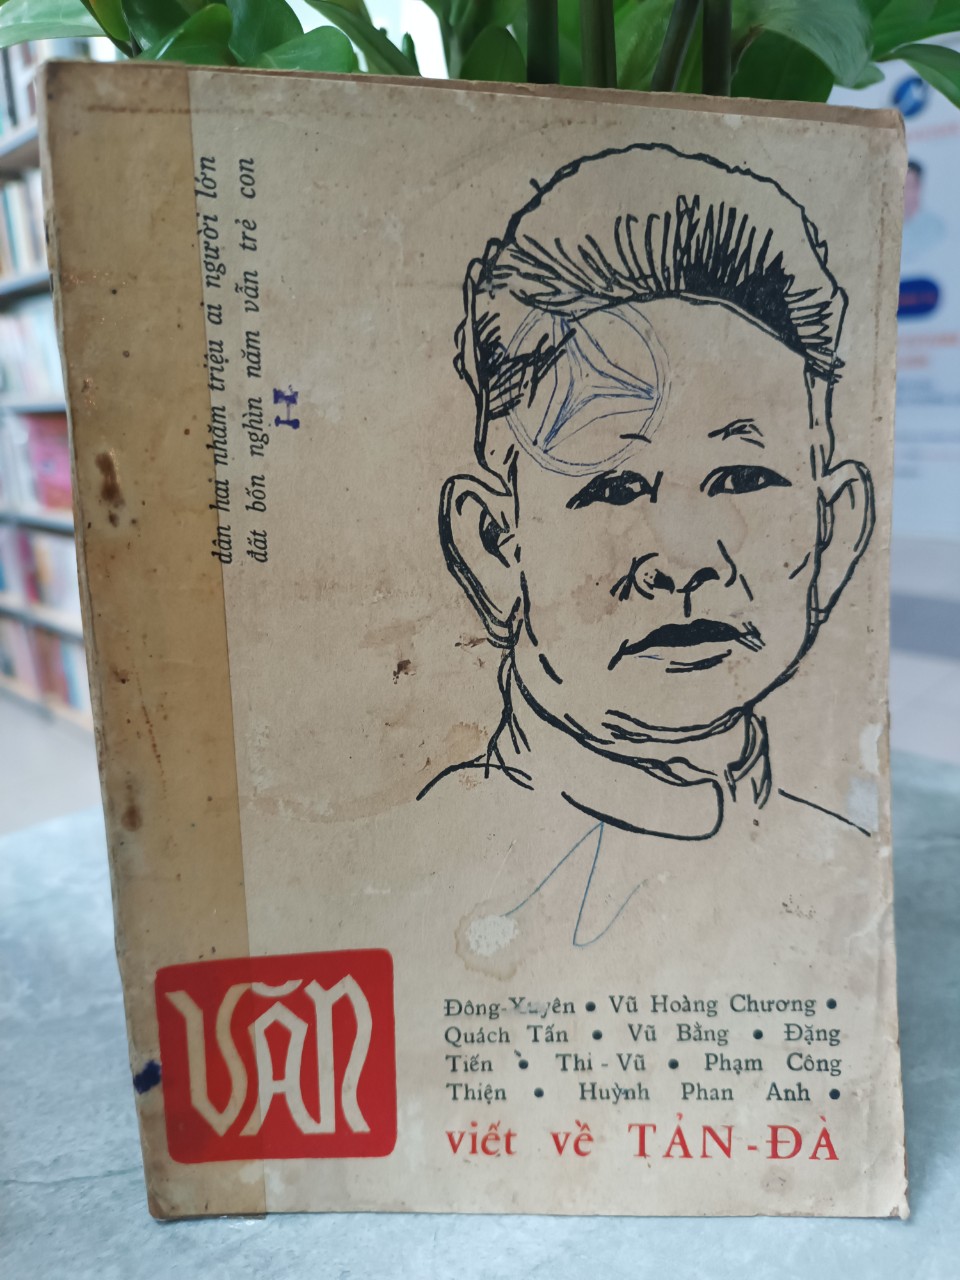 dân hai nhăm triệu ai người lớn
đất bốn nghìn năm vẫn trẻ con
H
VĂN
Đông-Xuyên • Vũ Hoàng Chương •
Quách Tấn • Vũ Bằng • Đặng
Tiến • Thi - Vũ • Phạm Công
Thiện • Huỳnh Phan Anh •
viết về TẢN-ĐÀ